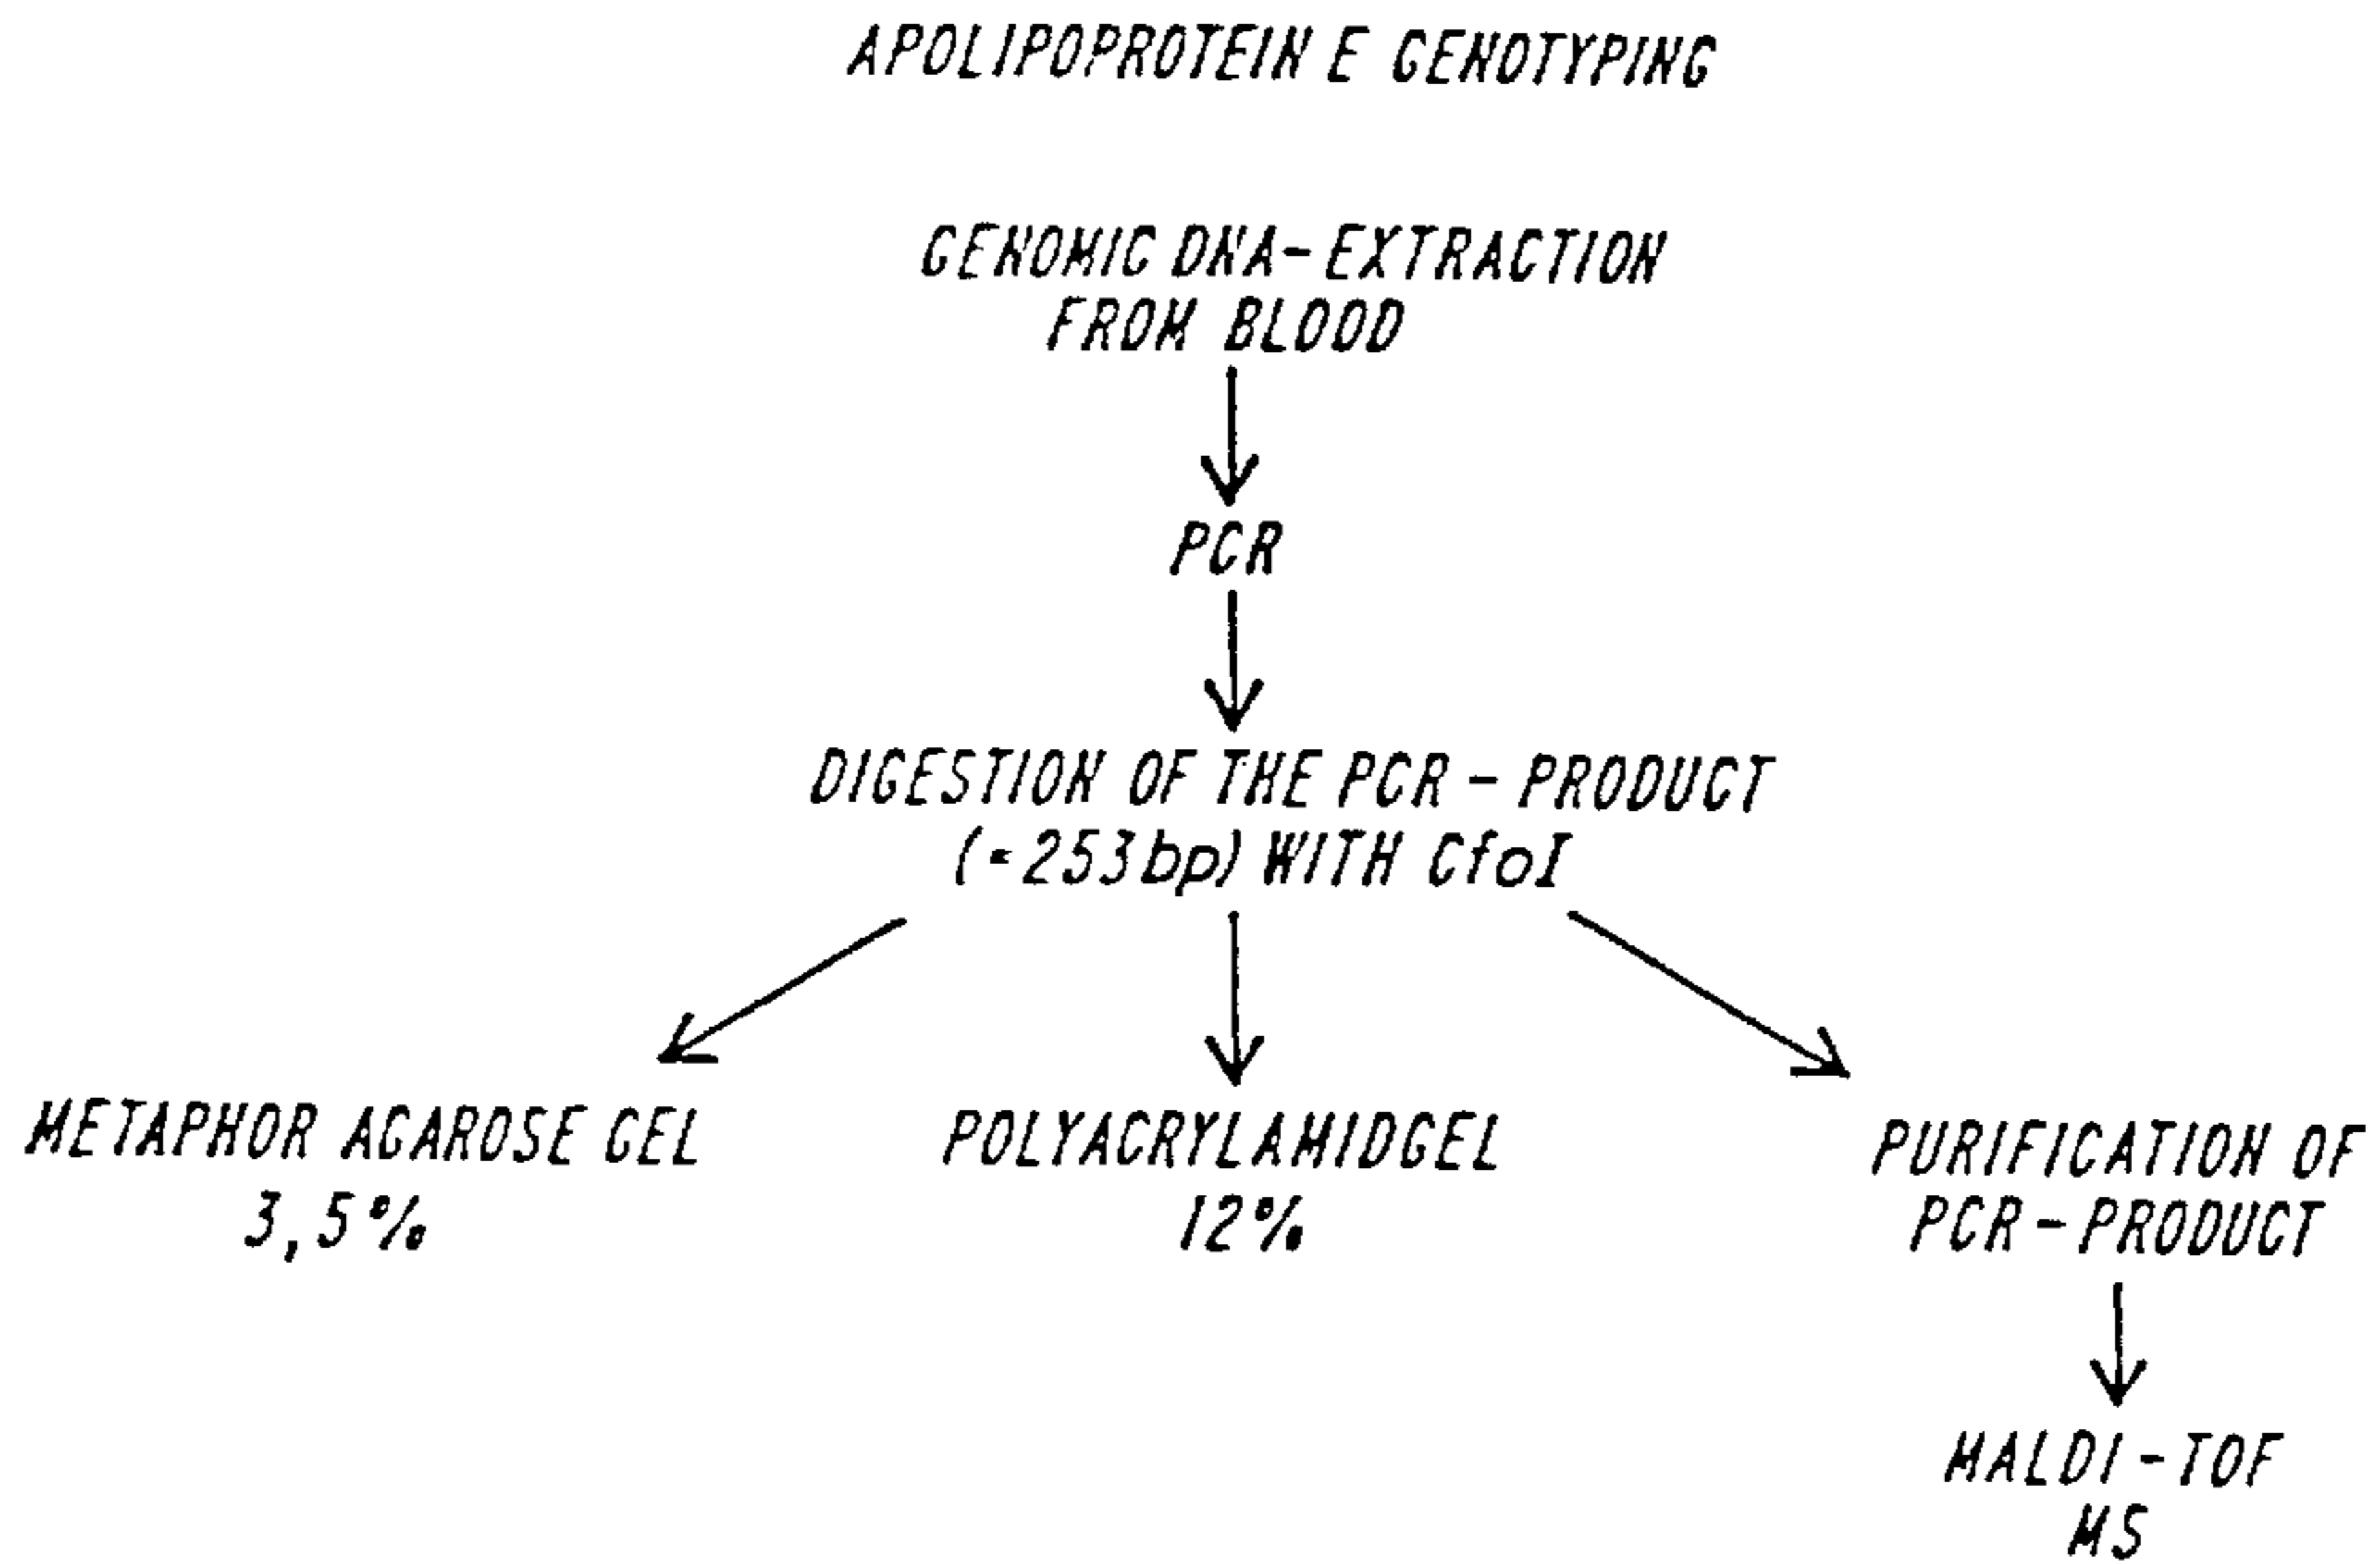 APOLIPOPROTEIN E GENOTYPING
GENOMIC DNA-EXTRACTION
FROM BLOOD
PCR
DIGESTION OF THE PCR - PRODUCT
(=253bp) WITH CfoI
METAPHOR AGAROSE GEL
3,5%
POLYACRYLAMIDGEL
12%
PURIFICATION OF
PCR - PRODUCT
MALDI - TOF
MS